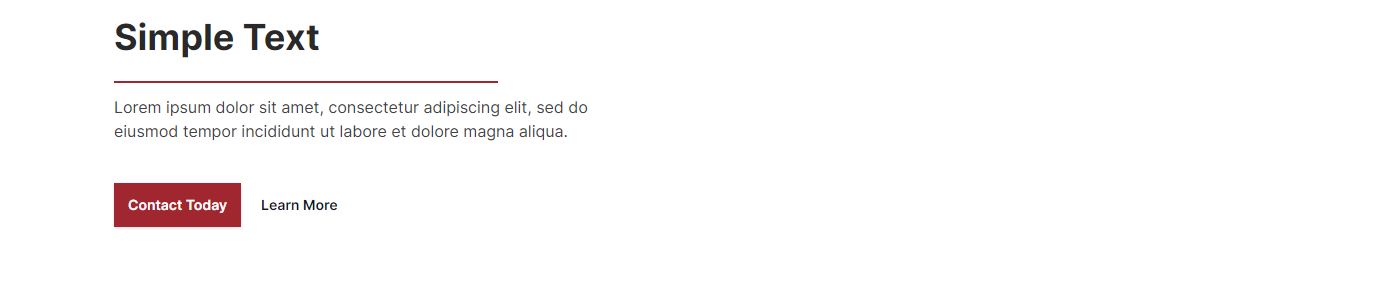 Simple Text
Lorem ipsum dolor sit amet, consectetur adipiscing elit, sed do
eiusmod tempor incididunt ut labore et dolore magna aliqua.
Contact Today
Learn More